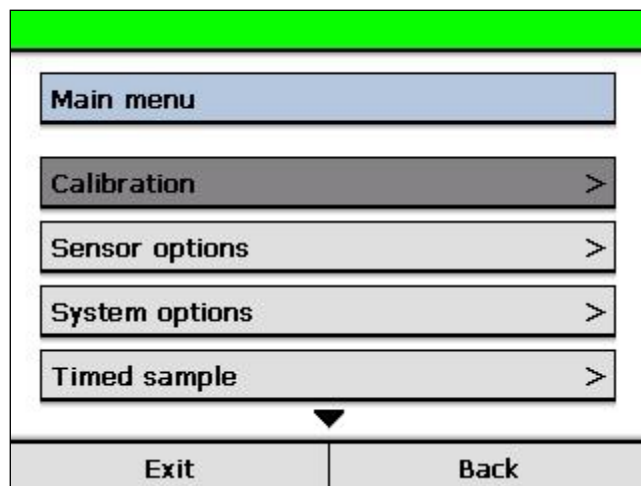 Main menu
Calibration >
Sensor options >
System options >
Timed sample >
Exit Back